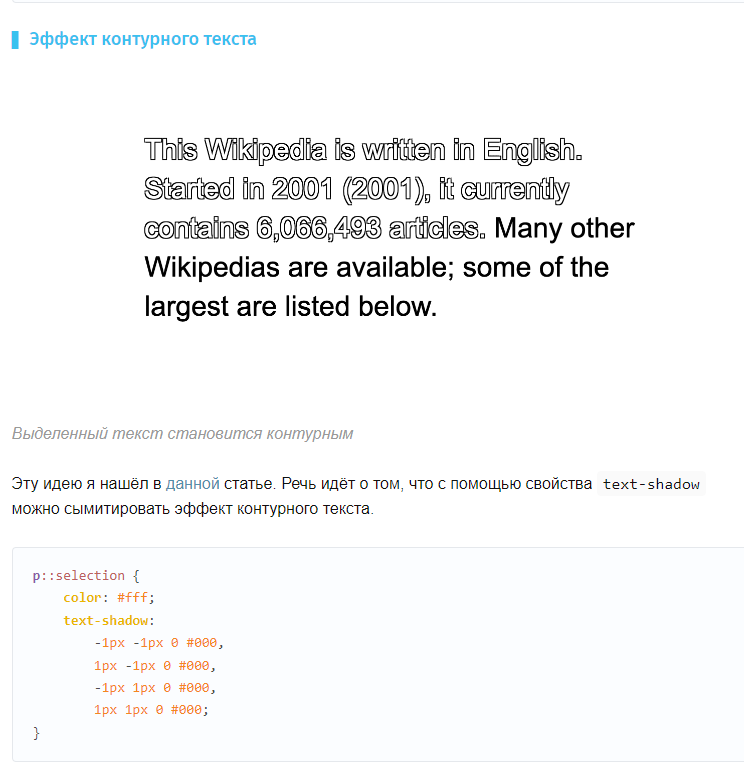 Эффект контурного текста
This Wikipedia is written in English.
Started in 2001 (2001), it currently
contains 6,066,493 articles. Many other
Wikipedias are available; some of the
largest are listed below.
Выделенный текст становится контурным
Эту идею я нашёл в данной статье. Речь идёт о том, что с помощью свойства text-shadow
можно сымитировать эффект контурного текста.
p::selection {
    color: #fff;
    text-shadow:
        -1px -1px 0 #000,
        1px -1px 0 #000,
        -1px 1px 0 #000,
        1px 1px 0 #000;
}